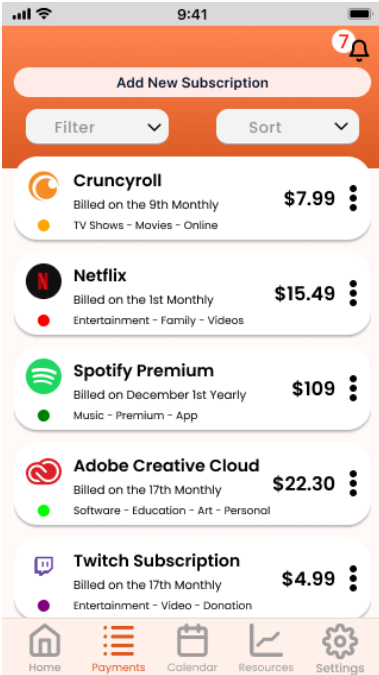 9:41
7
Add New Subscription
Filter
Sort
Cruncyroll
Billed on the 9th Monthly
$7.99
TV Shows - Movies - Online
N
Netflix
Billed on the 1st Monthly
$15.49
Entertainment - Family - Videos
Spotify Premium
Billed on December 1st Yearly
$109
Music - Premium - App
Adobe Creative Cloud
Billed on the 17th Monthly
$22.30
Software - Education - Art - Personal
Twitch Subscription
Billed on the 17th Monthly
$4.99
Entertainment - Video - Donation
Home
Payments
Calendar
Resources
Settings